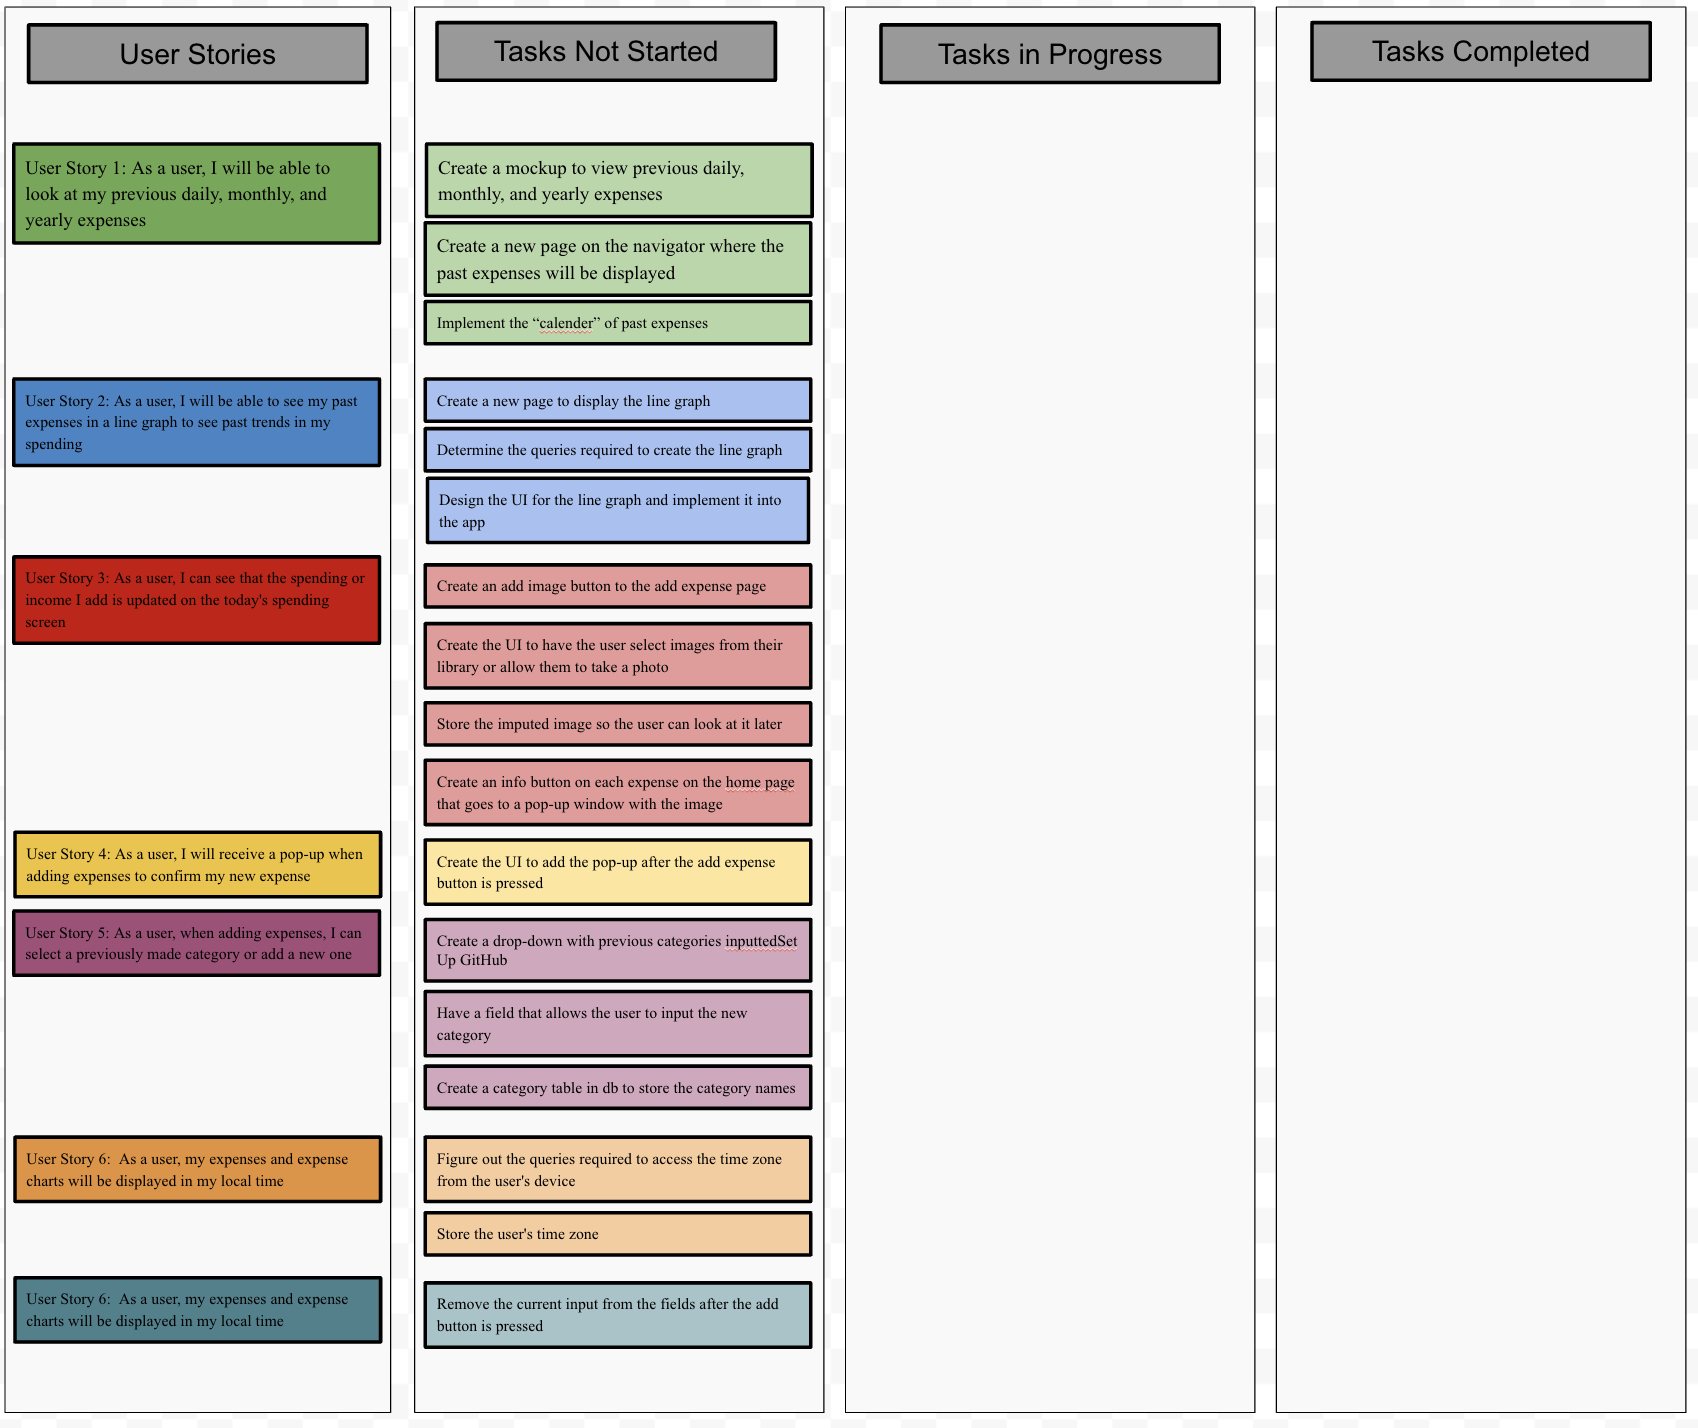 User Stories
User Story 1: As a user, I will be able to
look at my previous daily, monthly, and
yearly expenses
User Story 2: As a user, I will be able to see my past
expenses in a line graph to see past trends in my
spending
User Story 3: As a user, I can see that the spending or
income I add is updated on the today's spending
screen
User Story 4: As a user, I will receive a pop-up when
adding expenses to confirm my new expense
User Story 5: As a user, when adding expenses, I can
select a previously made category or add a new one
User Story 6:  As a user, my expenses and expense
charts will be displayed in my local time
User Story 6:  As a user, my expenses and expense
charts will be displayed in my local time
Tasks Not Started
Create a mockup to view previous daily,
monthly, and yearly expenses
Create a new page on the navigator where the
past expenses will be displayed
Implement the “calender” of past expenses
Create a new page to display the line graph
Determine the queries required to create the line graph
Design the UI for the line graph and implement it into
the app
Create an add image button to the add expense page
Create the UI to have the user select images from their
library or allow them to take a photo
Store the imputed image so the user can look at it later
Create an info button on each expense on the home page
that goes to a pop-up window with the image
Create the UI to add the pop-up after the add expense
button is pressed
Create a drop-down with previous categories inputtedSet
Up GitHub
Have a field that allows the user to input the new
category
Create a category table in db to store the category names
Figure out the queries required to access the time zone
from the user's device
Store the user's time zone
Remove the current input from the fields after the add
button is pressed
Tasks in Progress
Tasks Completed